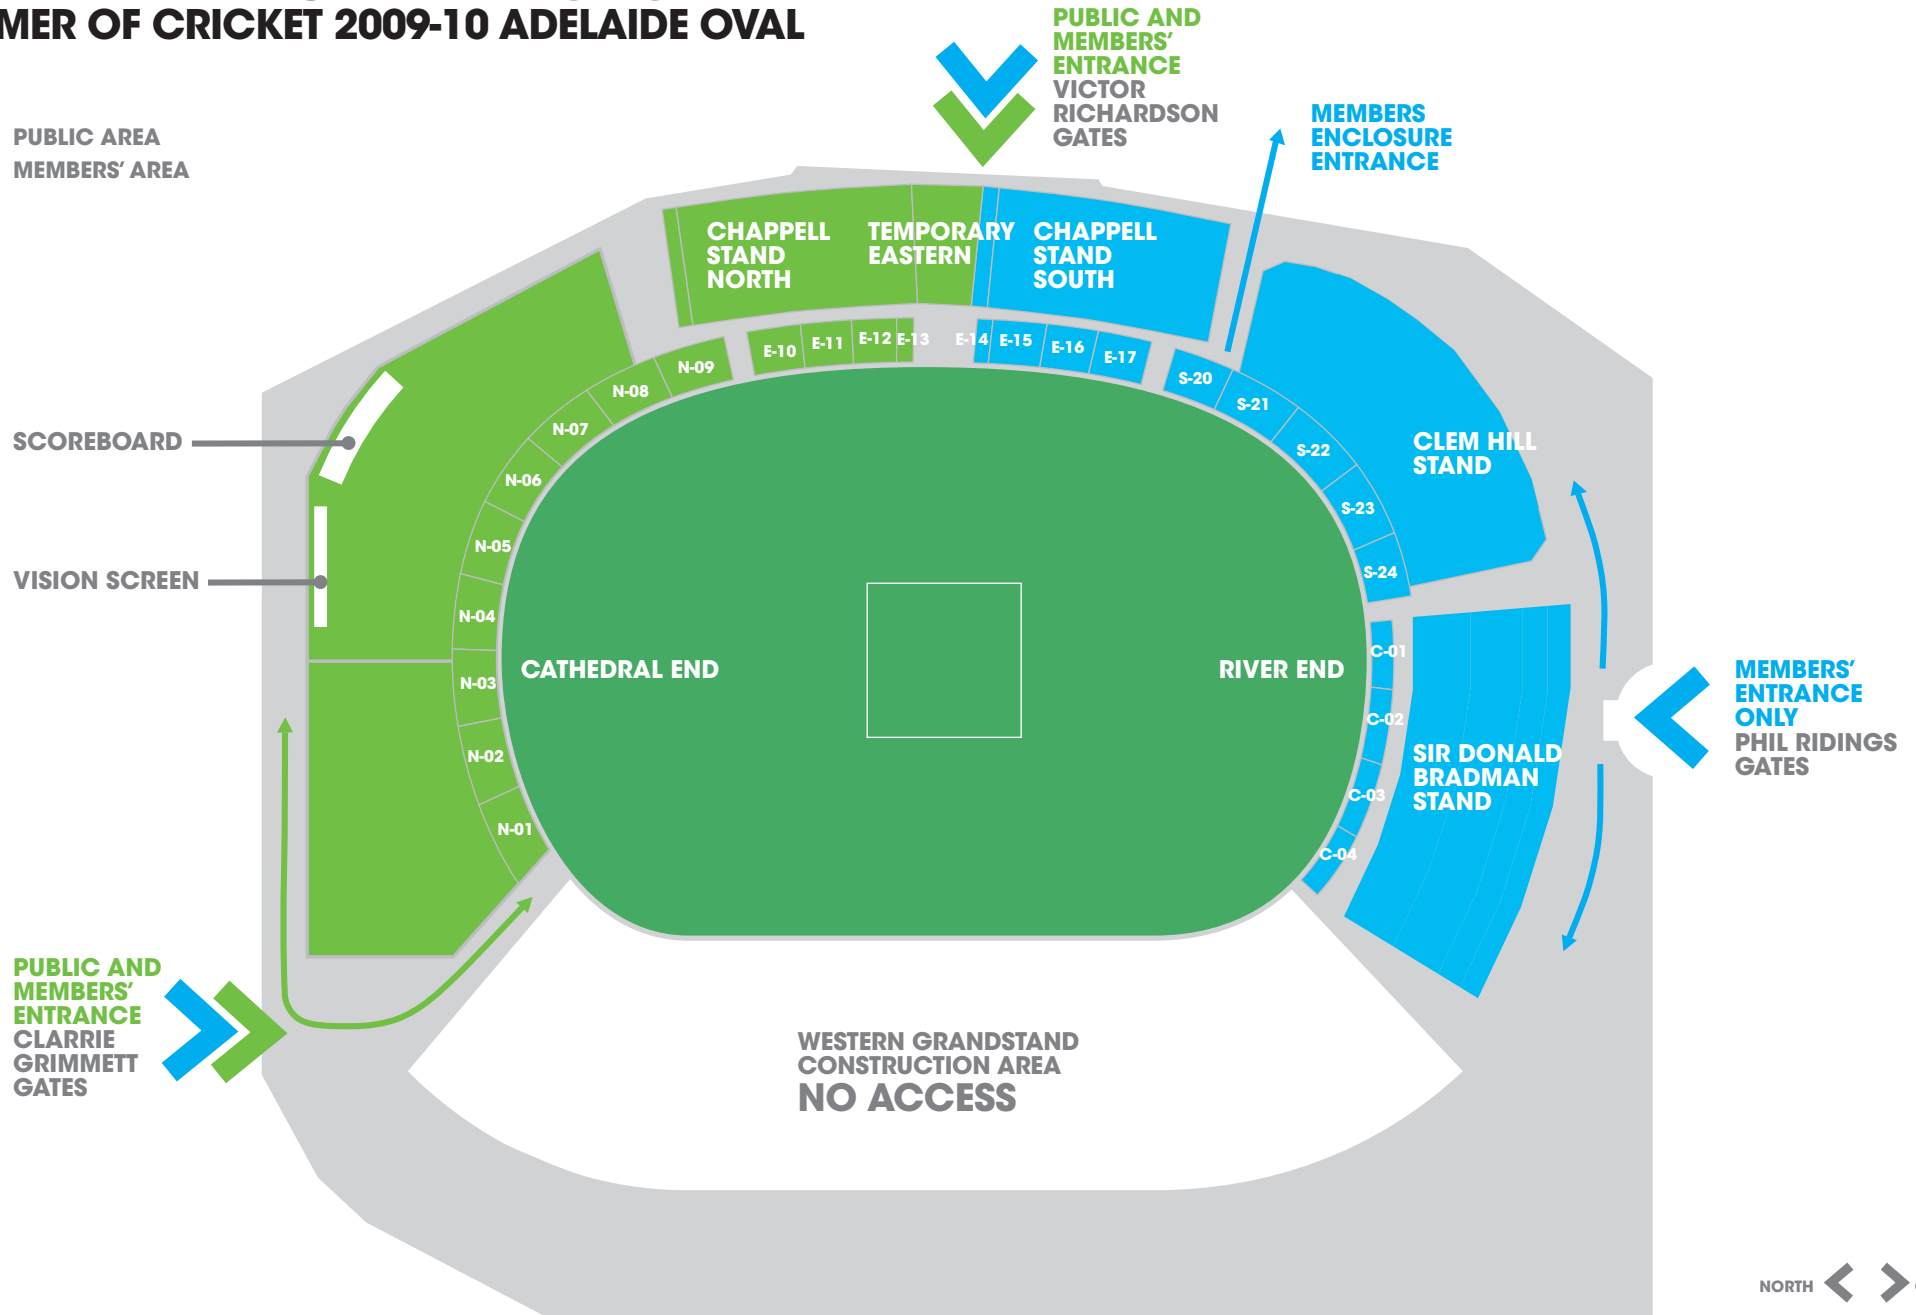 MER OF CRICKET 2009-10 ADELAIDE OVAL
PUBLIC AND
MEMBERS'
ENTRANCE
VICTOR
RICHARDSON
GATES
MEMBERS
ENCLOSURE
ENTRANCE
PUBLIC AREA
MEMBERS' AREA
CHAPPELL
STAND
NORTH
TEMPORARY
EASTERN
CHAPPELL
STAND
SOUTH
E-10
E-11
E-12
E-13
E-14
E-15
E-16
E-17
N-09
N-08
N-07
N-06
N-05
N-04
N-03
N-02
N-01
S-20
S-21
S-22
S-23
S-24
CLEM HILL
STAND
SCOREBOARD
VISION SCREEN
CATHEDRAL END
RIVER END
C-01
C-02
C-03
C-04
SIR DONALD
BRADMAN
STAND
MEMBERS'
ENTRANCE
ONLY
PHIL RIDINGS
GATES
PUBLIC AND
MEMBERS'
ENTRANCE
CLARRIE
GRIMMETT
GATES
WESTERN GRANDSTAND
CONSTRUCTION AREA
NO ACCESS
NORTH